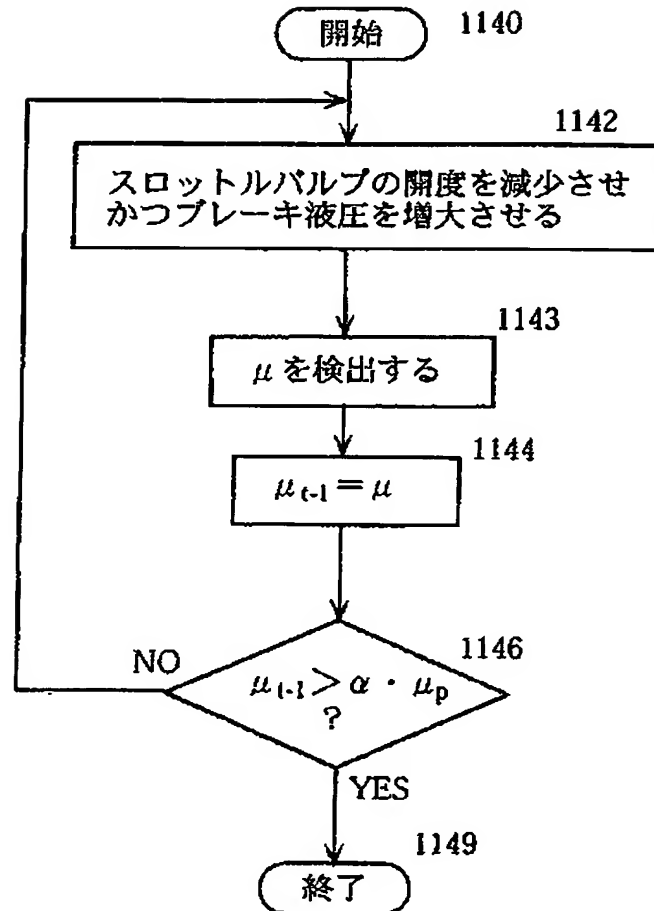 開始 1140
1142
スロットルバルブの開度を減少させ
かつブレーキ液圧を増大させる
1143
μを検出する
1144
μt-1=μ
NO
1146
μt-1>α・μp
?
YES
1149
終了